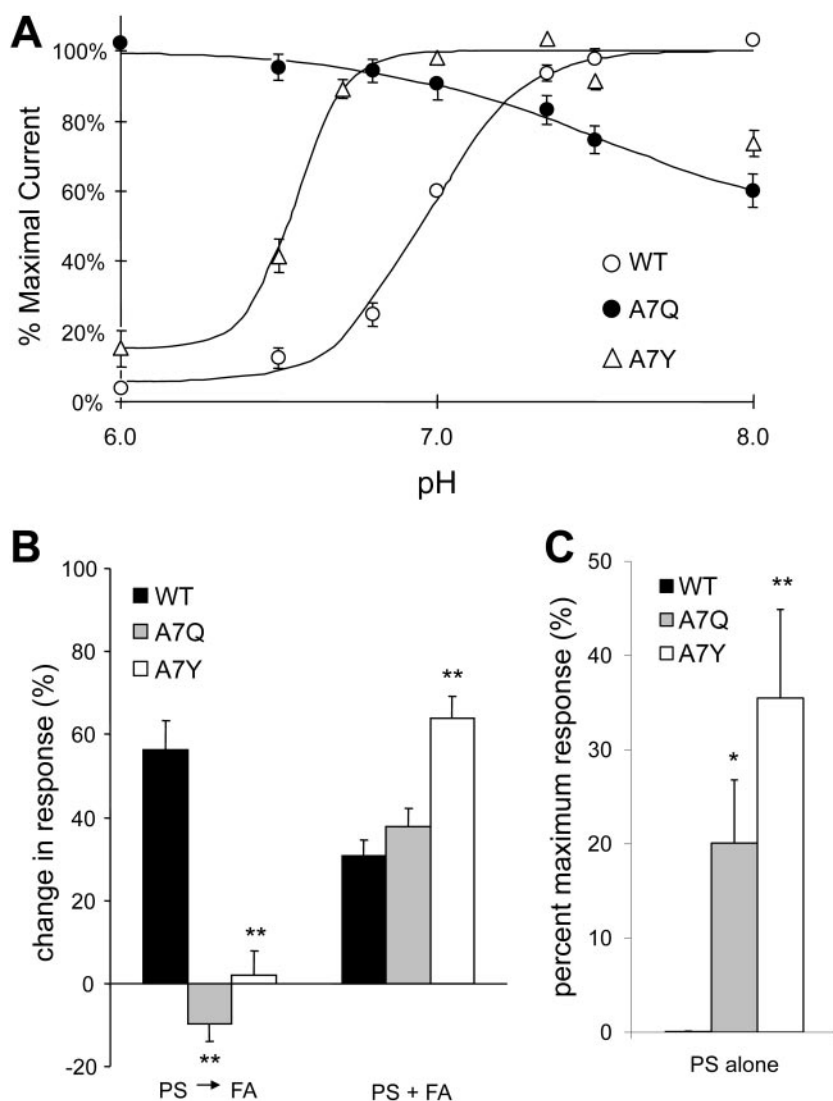 A
% Maximal Current
100%
80%
60%
40%
20%
0%
WT
A7Q
A7Y
6.0 7.0 8.0
pH
B
change in response (%)
100
80
60
40
20
0
-20
WT
A7Q
A7Y
**
**
**
PS → FA
PS + FA
C
percent maximum response (%)
50
40
30
20
10
0
WT
A7Q
A7Y
*
**
PS alone